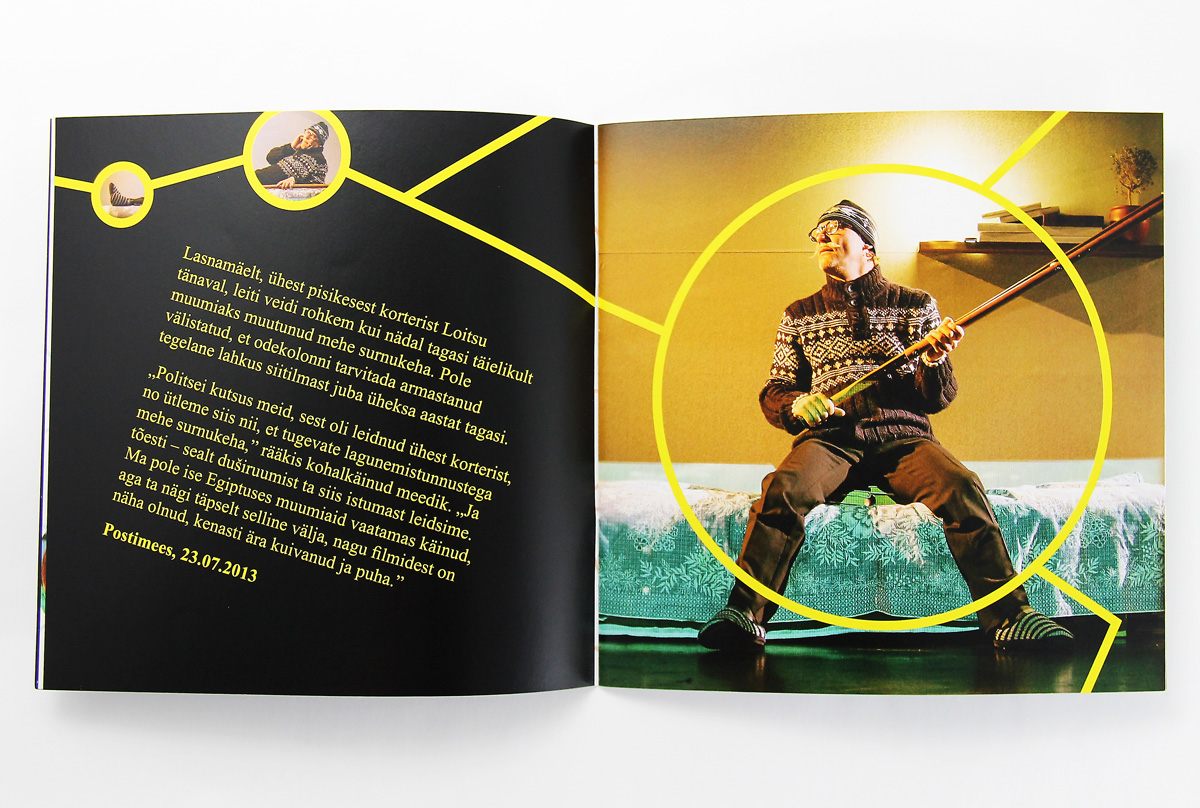 Lasnamäelt, ühest pisikesest korterist Loitsu
tänaval, leiti veidi rohkem kui nädal tagasi täielikult
muumiaks muutunud mehe surnukeha. Pole
välistatud, et odekolonni tarvitada armastanud
tegelane lahkus siitilmast juba üheksa aastat tagasi.
„Politsei kutsus meid, sest oli leidnud ühest korterist,
no ütleme siis nii, et tugevate lagunemistunnustega
mehe surnukeha,” rääkis kohalkäinud meedik. „Ja
tõesti – sealt duširuumist ta siis istumast leidsime.
Ma pole ise Egiptuses muumiaid vaatamas käinud,
aga ta nägi täpselt selline välja, nagu filmidest on
näha olnud, kenasti ära kuivanud ja puha.”
Postimees, 23.07.2013